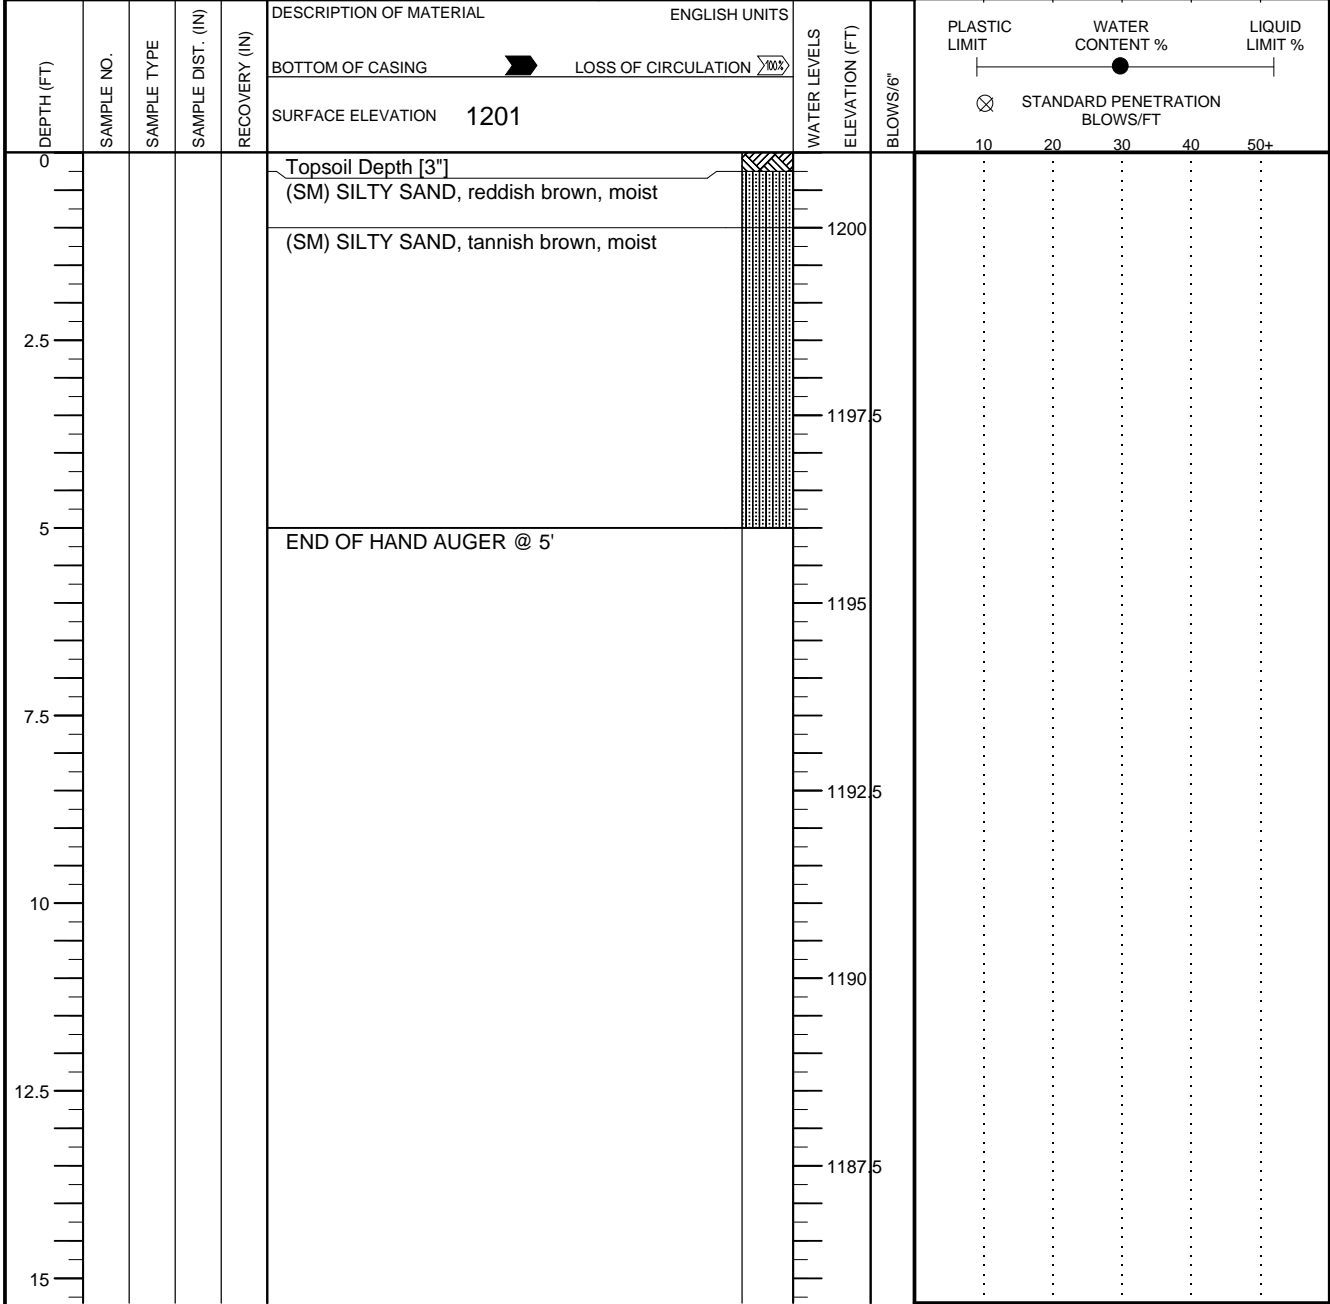 DEPTH (FT)
SAMPLE NO.
SAMPLE TYPE
SAMPLE DIST. (IN)
RECOVERY (IN)
DESCRIPTION OF MATERIAL ENGLISH UNITS
BOTTOM OF CASING LOSS OF CIRCULATION 100%
SURFACE ELEVATION 1201
WATER LEVELS
ELEVATION (FT)
BLOWS/6"
PLASTIC LIMIT
WATER CONTENT %
LIQUID LIMIT %
STANDARD PENETRATION
BLOWS/FT
10 20 30 40 50+
0
Topsoil Depth [3"]
(SM) SILTY SAND, reddish brown, moist
1200
(SM) SILTY SAND, tannish brown, moist
2.5
1197.5
5
END OF HAND AUGER @ 5'
1195
7.5
1192.5
10
1190
12.5
1187.5
15